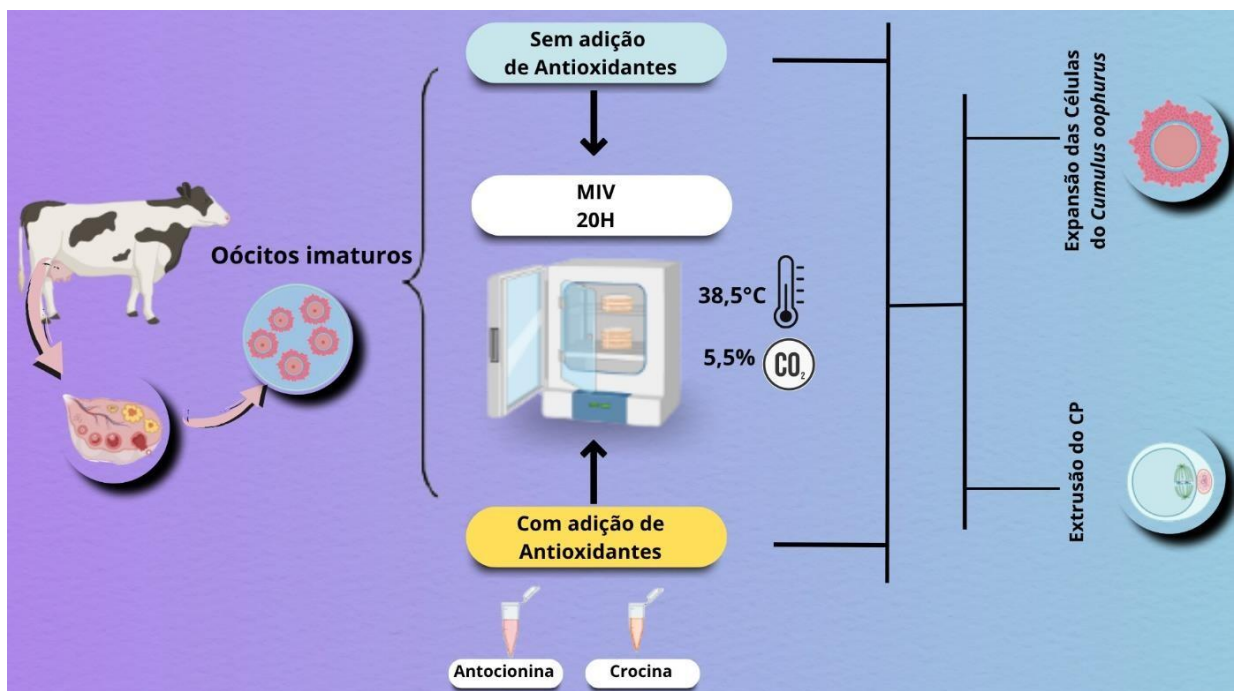 Oócitos imaturos
Sem adição
de Antioxidantes
MIV
20H
38,5°C
5,5%
CO₂
Com adição de
Antioxidantes
Antocionina
Crocina
Expansão das Células
do Cumulus oophurus
Extrusão do CP